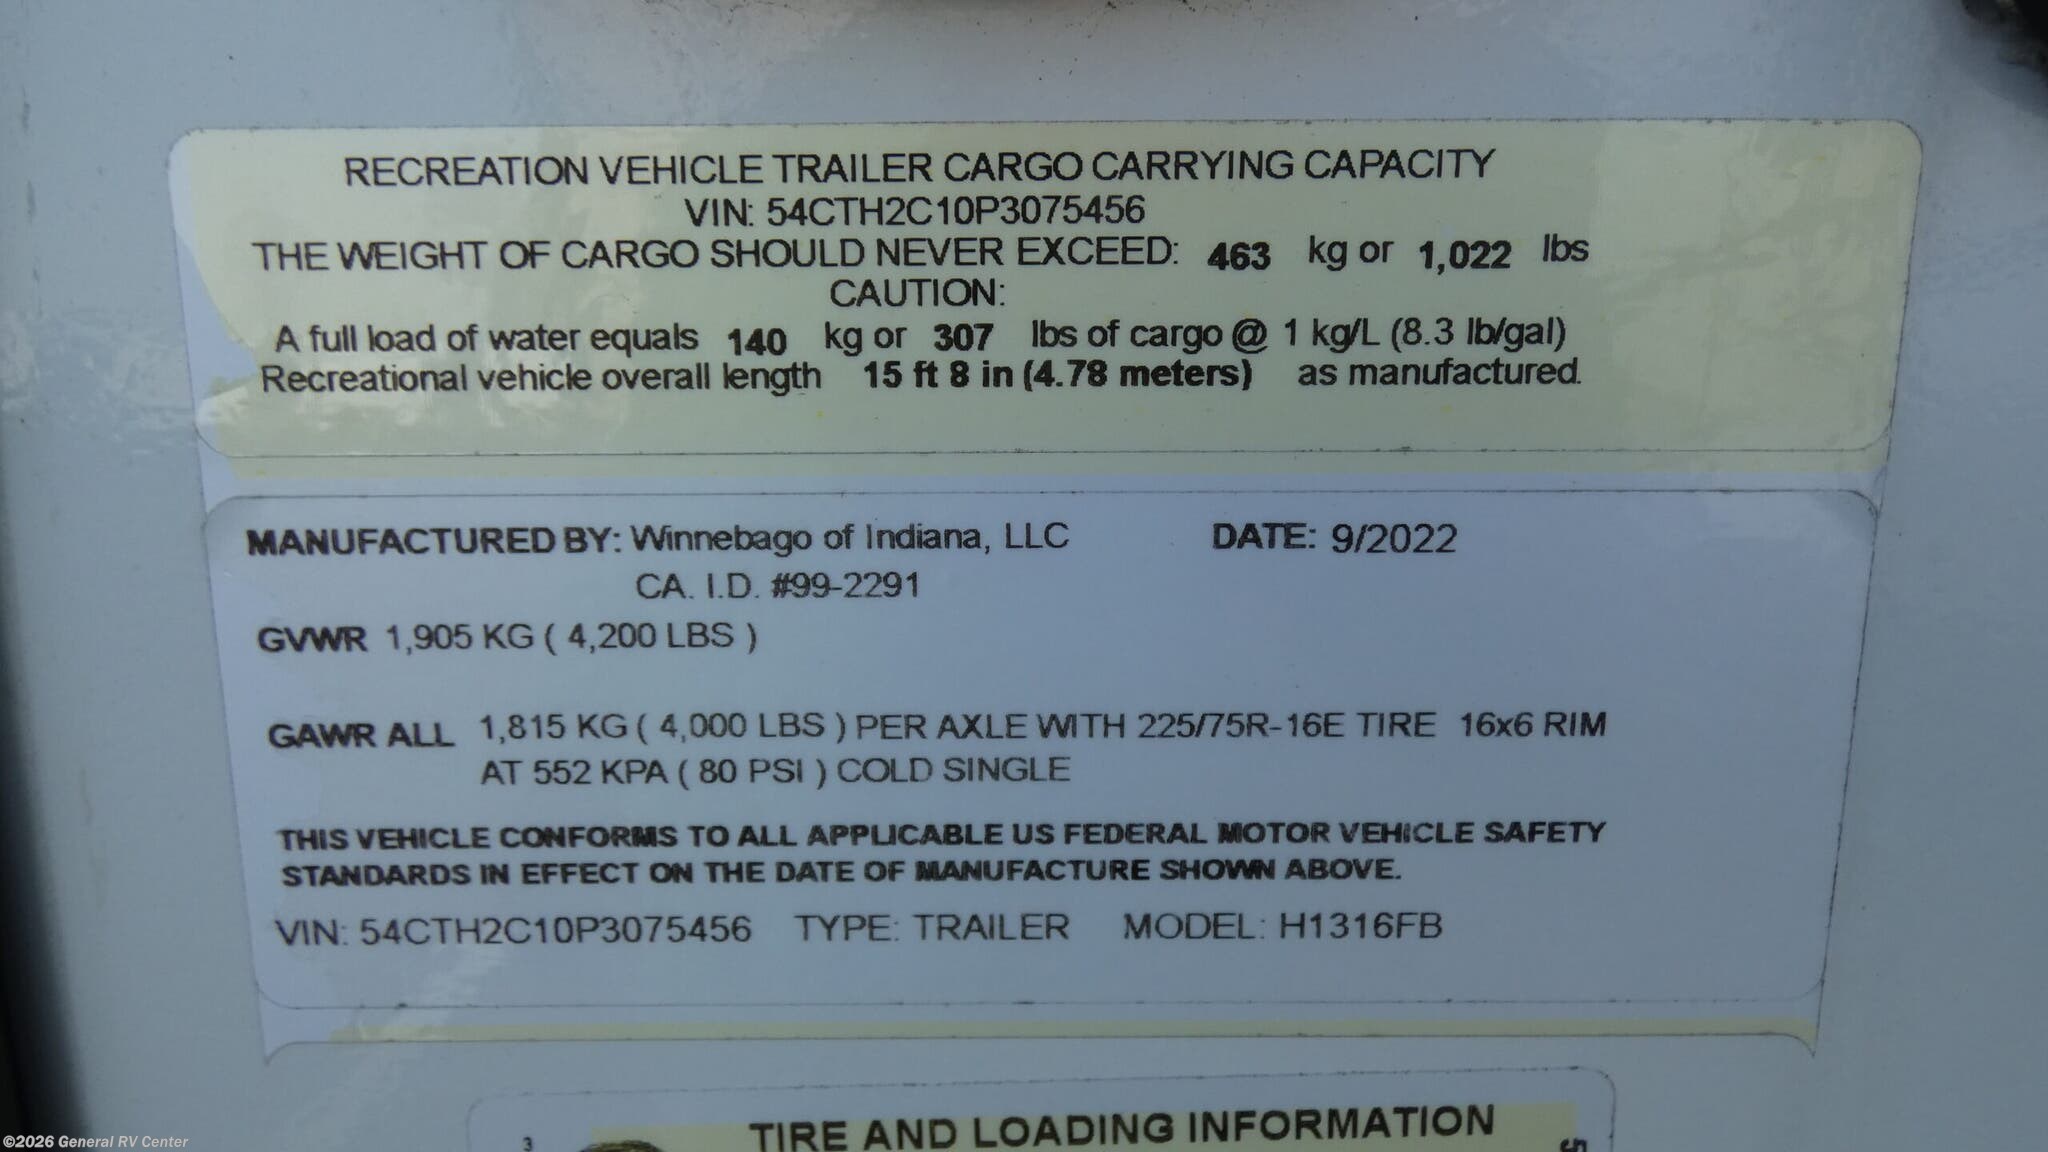 RECREATION VEHICLE TRAILER CARGO CARRYING CAPACITY
VIN: 54CTH2C10P3075456
THE WEIGHT OF CARGO SHOULD NEVER EXCEED: 463 kg or 1,022 lbs
CAUTION:
A full load of water equals 140 kg or 307 lbs of cargo @ 1 kg/L (8.3 lb/gal)
Recreational vehicle overall length 15 ft 8 in (4.78 meters) as manufactured.
MANUFACTURED BY: Winnebago of Indiana, LLC DATE: 9/2022
CA. I.D. #99-2291
GVWR 1,905 KG ( 4,200 LBS )
GAWR ALL 1,815 KG ( 4,000 LBS ) PER AXLE WITH 225/75R-16E TIRE 16x6 RIM
AT 552 KPA ( 80 PSI ) COLD SINGLE
THIS VEHICLE CONFORMS TO ALL APPLICABLE US FEDERAL MOTOR VEHICLE SAFETY
STANDARDS IN EFFECT ON THE DATE OF MANUFACTURE SHOWN ABOVE.
VIN: 54CTH2C10P3075456 TYPE: TRAILER MODEL: H1316FB
TIRE AND LOADING INFORMATION
3
©2026 General RV Center